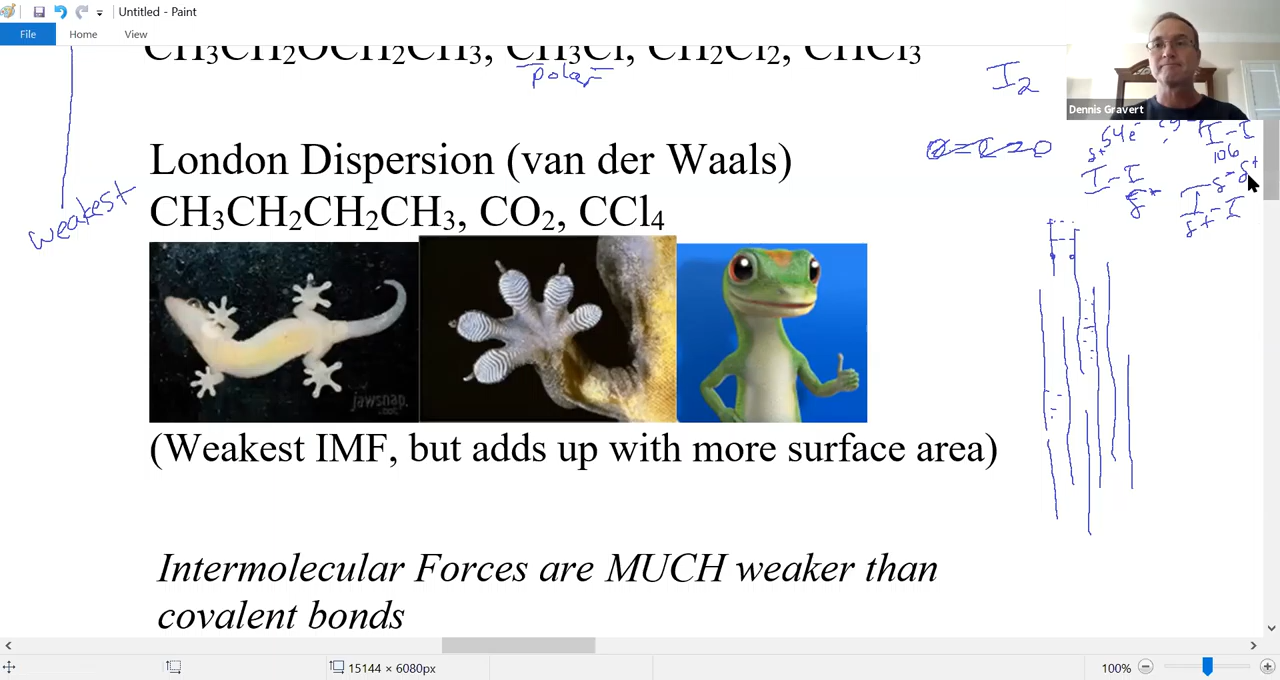 Untitled - Paint
File Home View
CH3CH2OCH2CH3, CH3Cl, CH2Cl2, CHCl3
polar
I2
Dennis Gravert
54e-
I-I
106
δ+
I-I
δ-
δ+
I-I
δ+
weakest
London Dispersion (van der Waals)
CH3CH2CH2CH3, CO2, CCl4
jawsnap
(Weakest IMF, but adds up with more surface area)
Intermolecular Forces are MUCH weaker than
covalent bonds
15144 × 6080px
100%